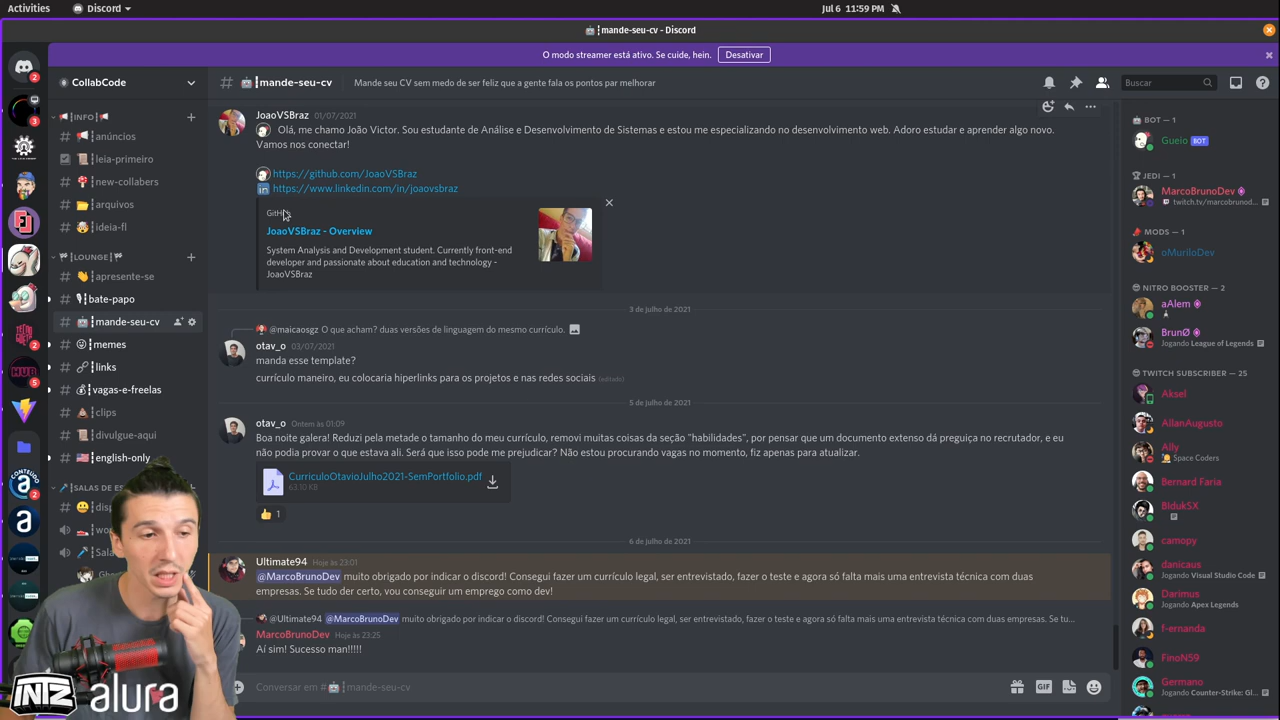 Activities
Discord
Jul 6 11:59 PM
🤖┆mande-seu-cv - Discord
O modo streamer está ativo. Se cuide, hein.
Desativar
CollabCode
🤖┆mande-seu-cv
Mande seu CV sem medo de ser feliz que a gente fala os pontos par melhorar
Buscar
INFO
anúncios
leia-primeiro
new-collabers
arquivos
ideia-fl
LOUNGE
apresente-se
bate-papo
mande-seu-cv
memes
links
vagas-e-freelas
clips
divulgue-aqui
english-only
SALAS DE ES
disp
wor
Sala
JoaoVSBraz 01/07/2021
Olá, me chamo João Victor. Sou estudante de Análise e Desenvolvimento de Sistemas e estou me especializando no desenvolvimento web. Adoro estudar e aprender algo novo.
Vamos nos conectar!
https://github.com/JoaoVSBraz
https://www.linkedin.com/in/joaovsbraz
GitHub
JoaoVSBraz - Overview
System Analysis and Development student. Currently front-end
developer and passionate about education and technology -
JoaoVSBraz
3 de julho de 2021
@maicaosgz O que acham? duas versões de linguagem do mesmo currículo.
otav_o 03/07/2021
manda esse template?
currículo maneiro, eu colocaria hiperlinks para os projetos e nas redes sociais (editado)
5 de julho de 2021
otav_o Ontem às 01:09
Boa noite galera! Reduzi pela metade o tamanho do meu currículo, removi muitas coisas da seção "habilidades", por pensar que um documento extenso dá preguiça no recrutador, e eu
não podia provar o que estava ali. Será que isso pode me prejudicar? Não estou procurando vagas no momento, fiz apenas para atualizar.
CurriculoOtavioJulho2021-SemPortfolio.pdf
63.10 KB
👍 1
6 de julho de 2021
Ultimate94 Hoje às 23:01
@MarcoBrunoDev muito obrigado por indicar o discord! Consegui fazer um currículo legal, ser entrevistado, fazer o teste e agora só falta mais uma entrevista técnica com duas
empresas. Se tudo der certo, vou conseguir um emprego como dev!
@Ultimate94 @MarcoBrunoDev muito obrigado por indicar o discord! Consegui fazer um currículo legal, ser entrevistado, fazer o teste e agora só falta mais uma entrevista técnica com duas empresas. Se tu...
MarcoBrunoDev Hoje às 23:25
Aí sim! Sucesso man!!!!!
Conversar em #🤖┆mande-seu-cv
GIF
BOT — 1
Gueio BOT
JEDI — 1
MarcoBrunoDev
twitch.tv/marcobrunod...
MODS — 1
oMuriloDev
NITRO BOOSTER — 2
aAlem
BrunØ
Jogando League of Legends
TWITCH SUBSCRIBER — 25
Aksel
AllanAugusto
Ally
Space Coders
Bernard Faria
BldukSX
camopy
danicaus
Jogando Visual Studio Code
Darimus
Jogando Apex Legends
f-ernanda
FinoN59
Germano
Jogando Counter-Strike: Gl...
INTZ alura